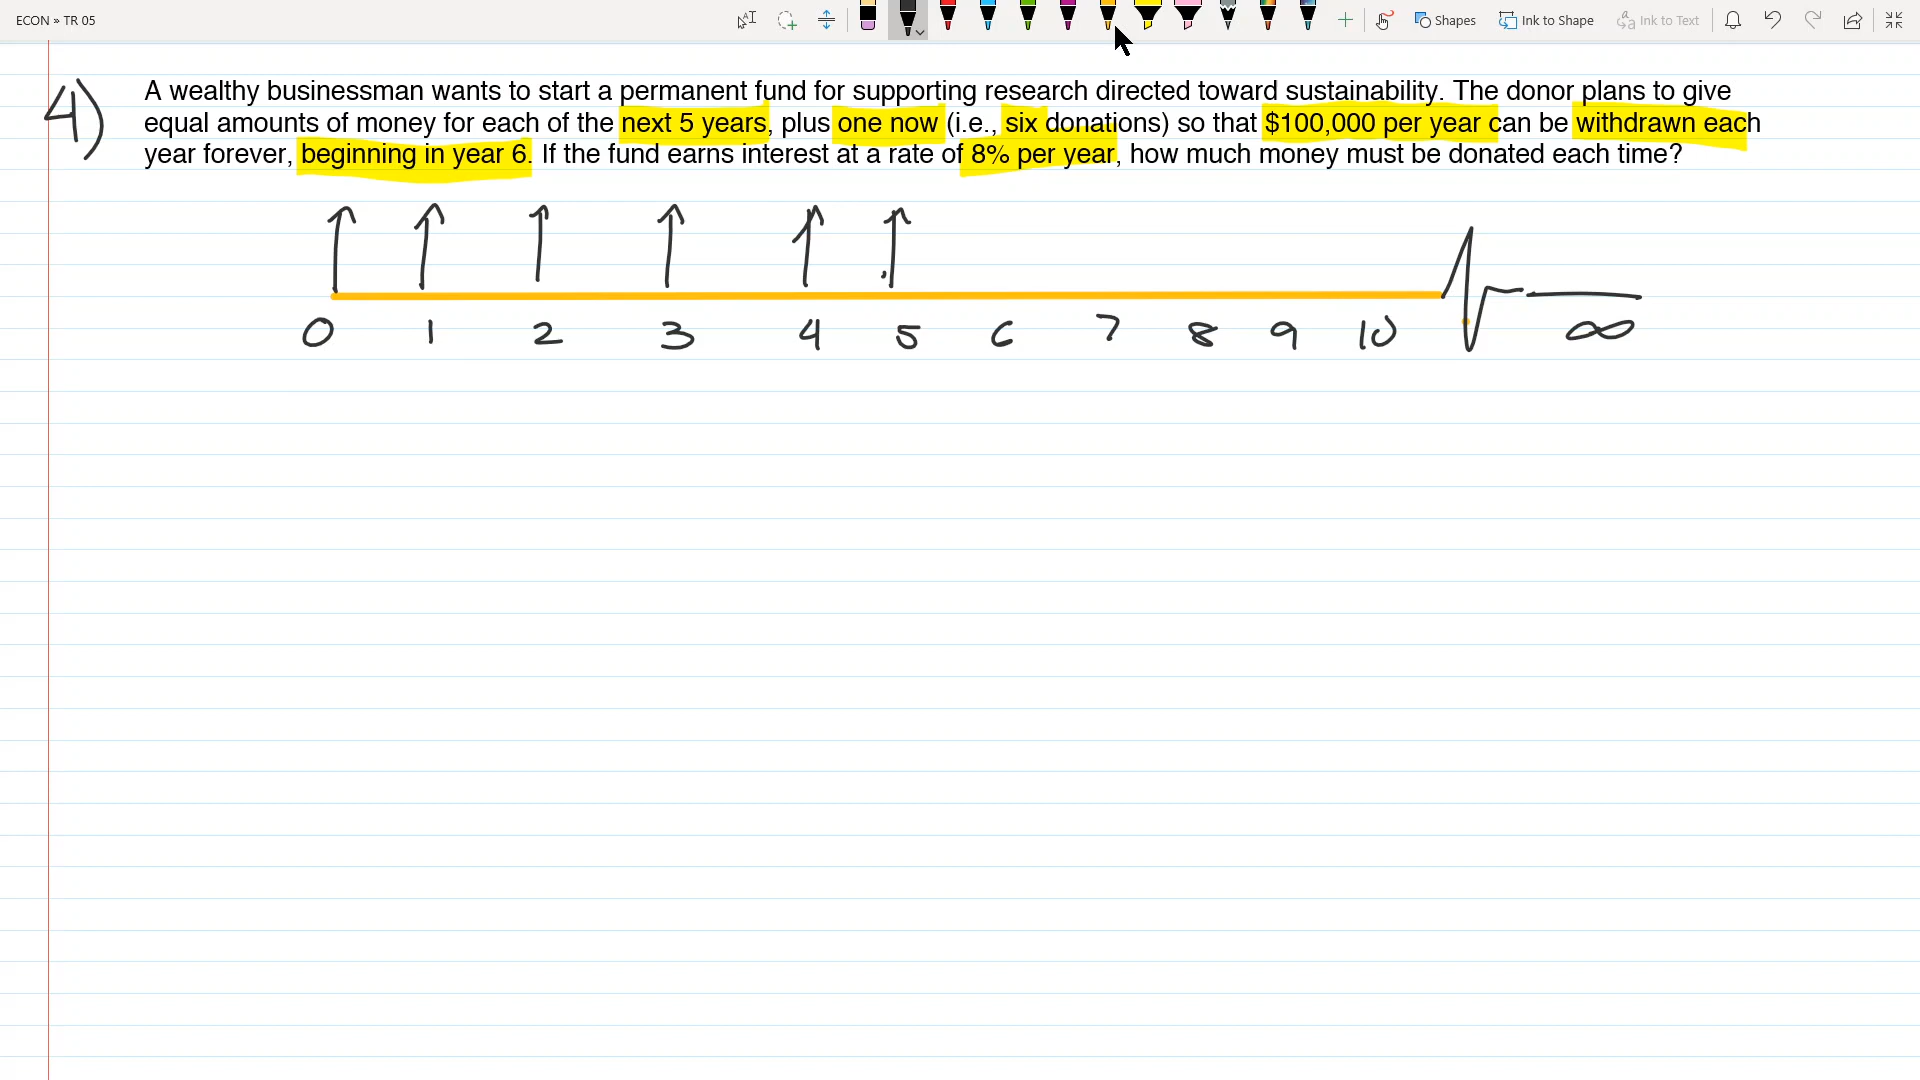 ECON » TR 05
Shapes
Ink to Shape
Ink to Text
4)
A wealthy businessman wants to start a permanent fund for supporting research directed toward sustainability. The donor plans to give
equal amounts of money for each of the next 5 years, plus one now (i.e., six donations) so that $100,000 per year can be withdrawn each
year forever, beginning in year 6. If the fund earns interest at a rate of 8% per year, how much money must be donated each time?
0 1 2 3 4 5 6 7 8 9 10 ∞